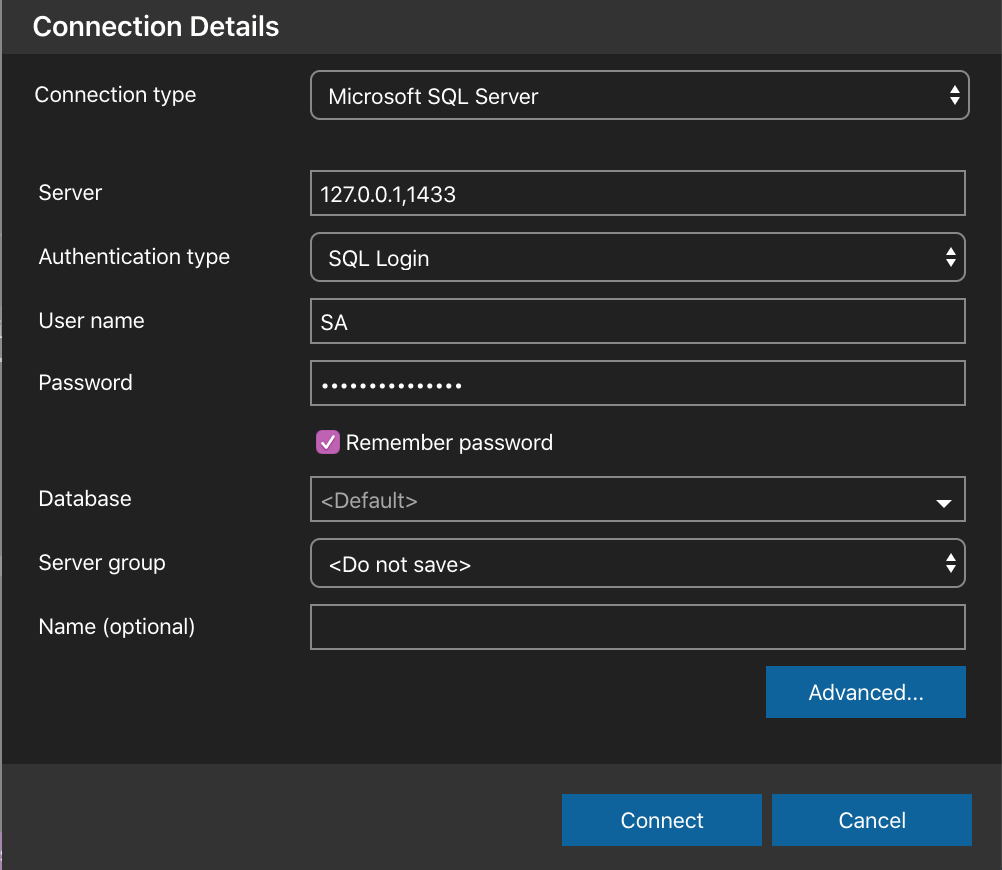 Connection Details
Connection type
Microsoft SQL Server
Server
127.0.0.1,1433
Authentication type
SQL Login
User name
SA
Password
•••••••••••••••
Remember password
Database
<Default>
Server group
<Do not save>
Name (optional)
Advanced...
Connect
Cancel